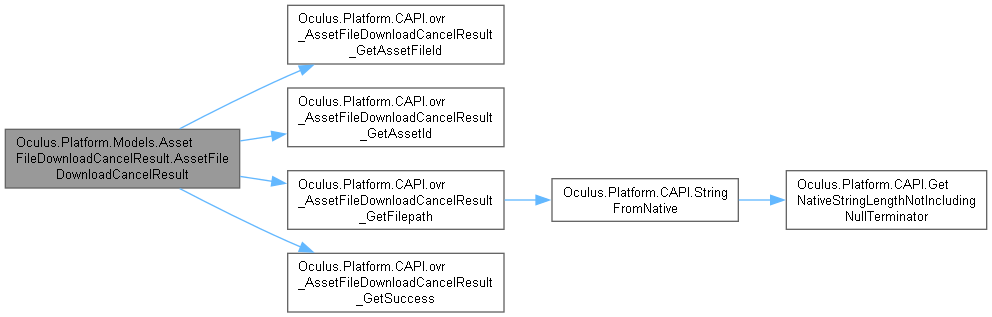 Oculus.Platform.CAPI.ovr
_AssetFileDownloadCancelResult
_GetAssetFileId
Oculus.Platform.CAPI.ovr
_AssetFileDownloadCancelResult
_GetAssetId
Oculus.Platform.Models.Asset
FileDownloadCancelResult.AssetFile
DownloadCancelResult
Oculus.Platform.CAPI.ovr
_AssetFileDownloadCancelResult
_GetFilepath
Oculus.Platform.CAPI.String
FromNative
Oculus.Platform.CAPI.Get
NativeStringLengthNotIncluding
NullTerminator
Oculus.Platform.CAPI.ovr
_AssetFileDownloadCancelResult
_GetSuccess